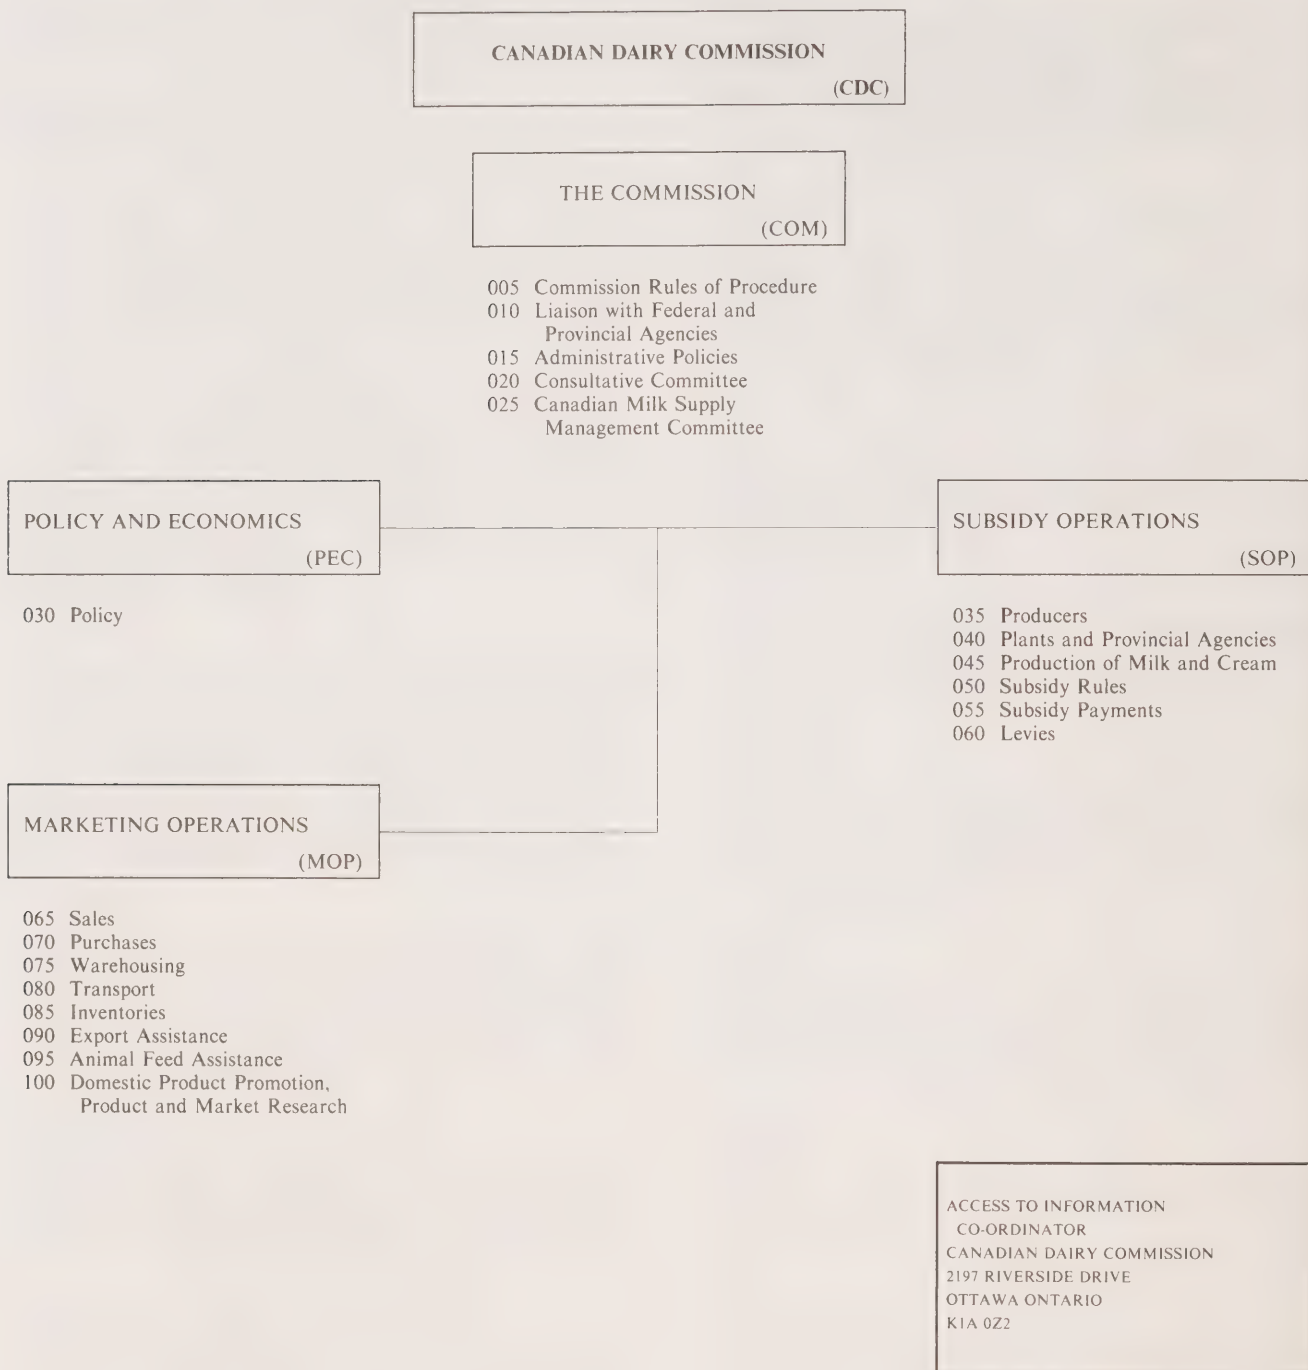 CANADIAN DAIRY COMMISSION
(CDC)
THE COMMISSION
(COM)
005 Commission Rules of Procedure
010 Liaison with Federal and
Provincial Agencies
015 Administrative Policies
020 Consultative Committee
025 Canadian Milk Supply
Management Committee
POLICY AND ECONOMICS
(PEC)
030 Policy
SUBSIDY OPERATIONS
(SOP)
035 Producers
040 Plants and Provincial Agencies
045 Production of Milk and Cream
050 Subsidy Rules
055 Subsidy Payments
060 Levies
MARKETING OPERATIONS
(MOP)
065 Sales
070 Purchases
075 Warehousing
080 Transport
085 Inventories
090 Export Assistance
095 Animal Feed Assistance
100 Domestic Product Promotion,
Product and Market Research
ACCESS TO INFORMATION
CO-ORDINATOR
CANADIAN DAIRY COMMISSION
2197 RIVERSIDE DRIVE
OTTAWA ONTARIO
K1A 0Z2